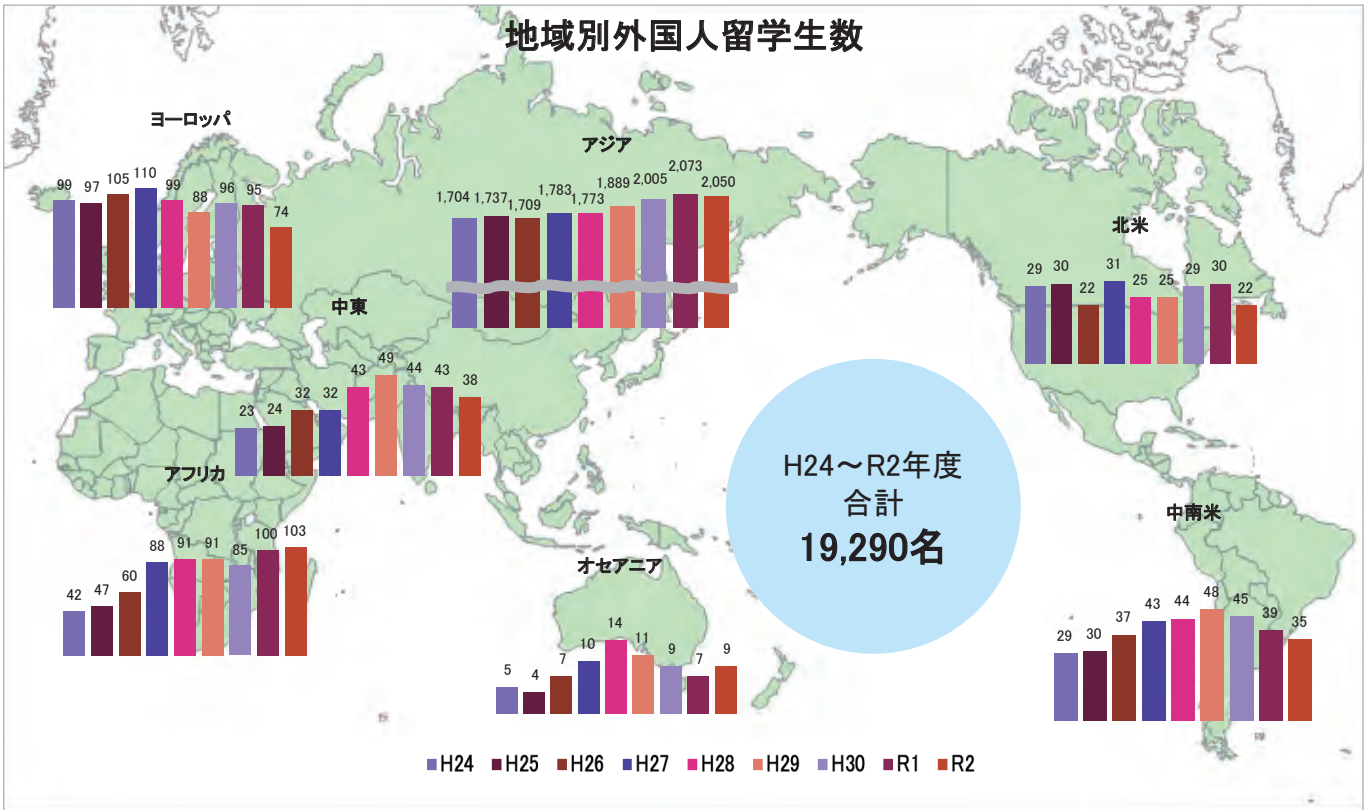 地域別外国人留学生数
ヨーロッパ
99 97 105 110 99 88 96 95 74
アジア
1,704 1,737 1,709 1,783 1,773 1,889 2,005 2,073 2,050
北米
29 30 22 31 25 25 29 30 22
中東
23 24 32 32 43 49 44 43 38
H24～R2年度
合計
19,290名
アフリカ
42 47 60 88 91 91 85 100 103
オセアニア
5 4 7 10 14 11 9 7 9
中南米
29 30 37 43 44 48 45 39 35
H24 H25 H26 H27 H28 H29 H30 R1 R2